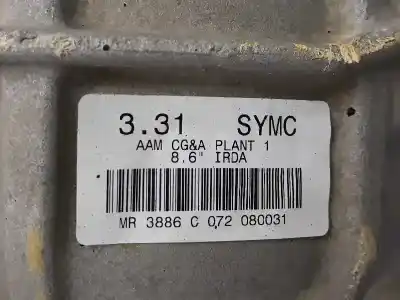 3.31 SYMC
AAM CG&A PLANT 1
8.6" IRDA
MR 3886 C 072 080031